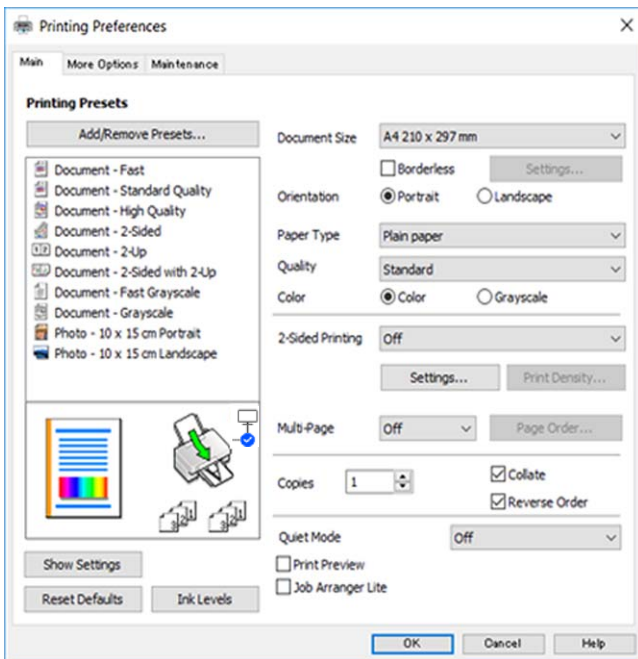 Printing Preferences
Main More Options Maintenance
Printing Presets
Add/Remove Presets...
Document - Fast
Document - Standard Quality
Document - High Quality
Document - 2-Sided
Document - 2-Up
Document - 2-Sided with 2-Up
Document - Fast Grayscale
Document - Grayscale
Photo - 10 x 15 cm Portrait
Photo - 10 x 15 cm Landscape
Show Settings
Reset Defaults Ink Levels
Document Size A4 210 x 297 mm
Borderless Settings...
Orientation Portrait Landscape
Paper Type Plain paper
Quality Standard
Color Color Grayscale
2-Sided Printing Off
Settings... Print Density...
Multi-Page Off Page Order...
Copies 1 Collate
Reverse Order
Quiet Mode Off
Print Preview
Job Arranger Lite
OK Cancel Help